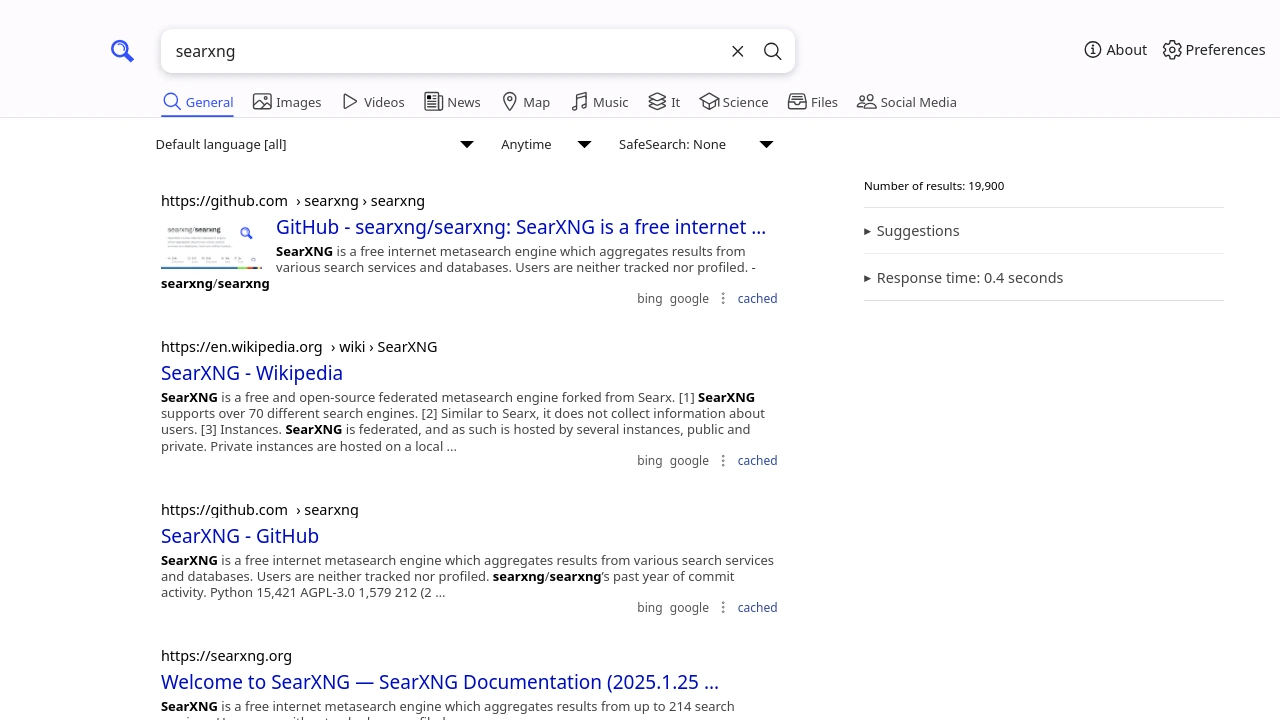 searxng
About
Preferences
General
Images
Videos
News
Map
Music
It
Science
Files
Social Media
Default language [all]
Anytime
SafeSearch: None
https://github.com › searxng › searxng
searxng/searxng
GitHub - searxng/searxng: SearXNG is a free internet ...
SearXNG is a free internet metasearch engine which aggregates results from
various search services and databases. Users are neither tracked nor profiled. -
searxng/searxng
bing google ⋮ cached
https://en.wikipedia.org › wiki › SearXNG
SearXNG - Wikipedia
SearXNG is a free and open-source federated metasearch engine forked from Searx. [1] SearXNG
supports over 70 different search engines. [2] Similar to Searx, it does not collect information about
users. [3] Instances. SearXNG is federated, and as such is hosted by several instances, public and
private. Private instances are hosted on a local ...
bing google ⋮ cached
https://github.com › searxng
SearXNG - GitHub
SearXNG is a free internet metasearch engine which aggregates results from various search services
and databases. Users are neither tracked nor profiled. searxng/searxng's past year of commit
activity. Python 15,421 AGPL-3.0 1,579 212 (2 ...
bing google ⋮ cached
https://searxng.org
Welcome to SearXNG — SearXNG Documentation (2025.1.25 ...
SearXNG is a free internet metasearch engine which aggregates results from up to 214 search
Number of results: 19,900
▸ Suggestions
▸ Response time: 0.4 seconds